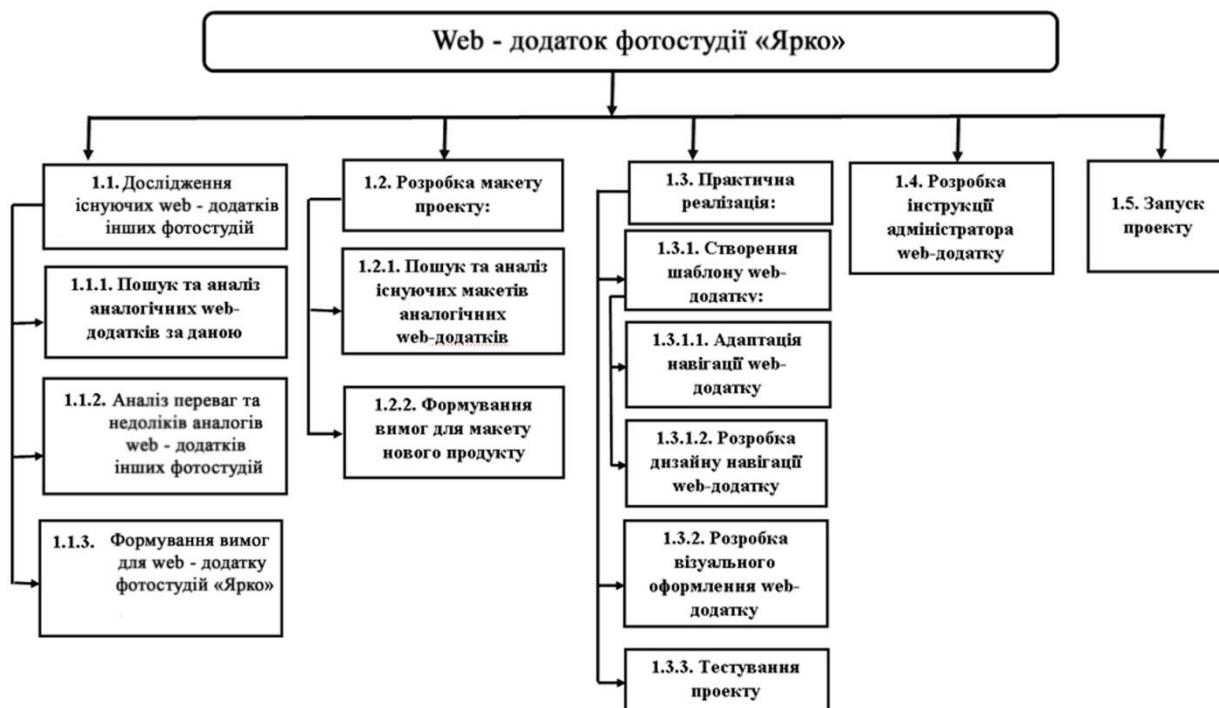 Web - додаток фотостудії «Ярко»
1.1. Дослідження
існуючих web - додатків
інших фотостудій
1.1.1. Пошук та аналіз
аналогічних web-
додатків за даною
1.1.2. Аналіз переваг та
недоліків аналогів
web - додатків
інших фотостудій
1.1.3. Формування вимог
для web - додатку
фотостудій «Ярко»
1.2. Розробка макету
проекту:
1.2.1. Пошук та аналіз
існуючих макетів
аналогічних
web-додатків
1.2.2. Формування
вимог для макету
нового продукту
1.3. Практична
реалізація:
1.3.1. Створення
шаблону web-
додатку:
1.3.1.1. Адаптація
навігації web-
додатку
1.3.1.2. Розробка
дизайну навігації
web-додатку
1.3.2. Розробка
візуального
оформлення web-
додатку
1.3.3. Тестування
проекту
1.4. Розробка
інструкції
адміністратора
web-додатку
1.5. Запуск
проекту